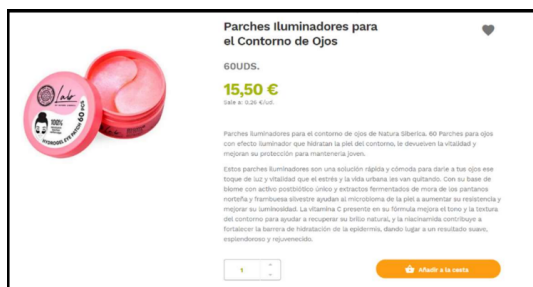 Parches Iluminadores para
el Contorno de Ojos
60UDS.
15,50 €
Sale a: 0.26 €/ud.
Parches iluminadores para el contorno de ojos de Natura Siberica. 60 Parches para ojos
con efecto iluminador que hidratan la piel del contorno, le devuelven la vitalidad y
mejoran su protección para mantenerla joven.
Estos parches iluminadores son una solución rápida y cómoda para darle a tus ojos ese
toque de luz y vitalidad que el estrés y la vida urbana les van quitando. Con su base de
biome con activo postbiótico único y extractos fermentados de mora de los pantanos
norteña y frambuesa silvestre ayudan al microbioma de la piel a aumentar su resistencia y
mejorar su luminosidad. La vitamina C presente en su fórmula mejora el tono y la textura
del contorno para ayudar a recuperar su brillo natural, y la niacinamida contribuye a
fortalecer la barrera de hidratación de la epidermis, dando lugar a un resultado suave,
esplendoroso y rejuvenecido.
1
Añadir a la cesta
Lab
100%
HYDROGEL EYE PATCH 60 PCS